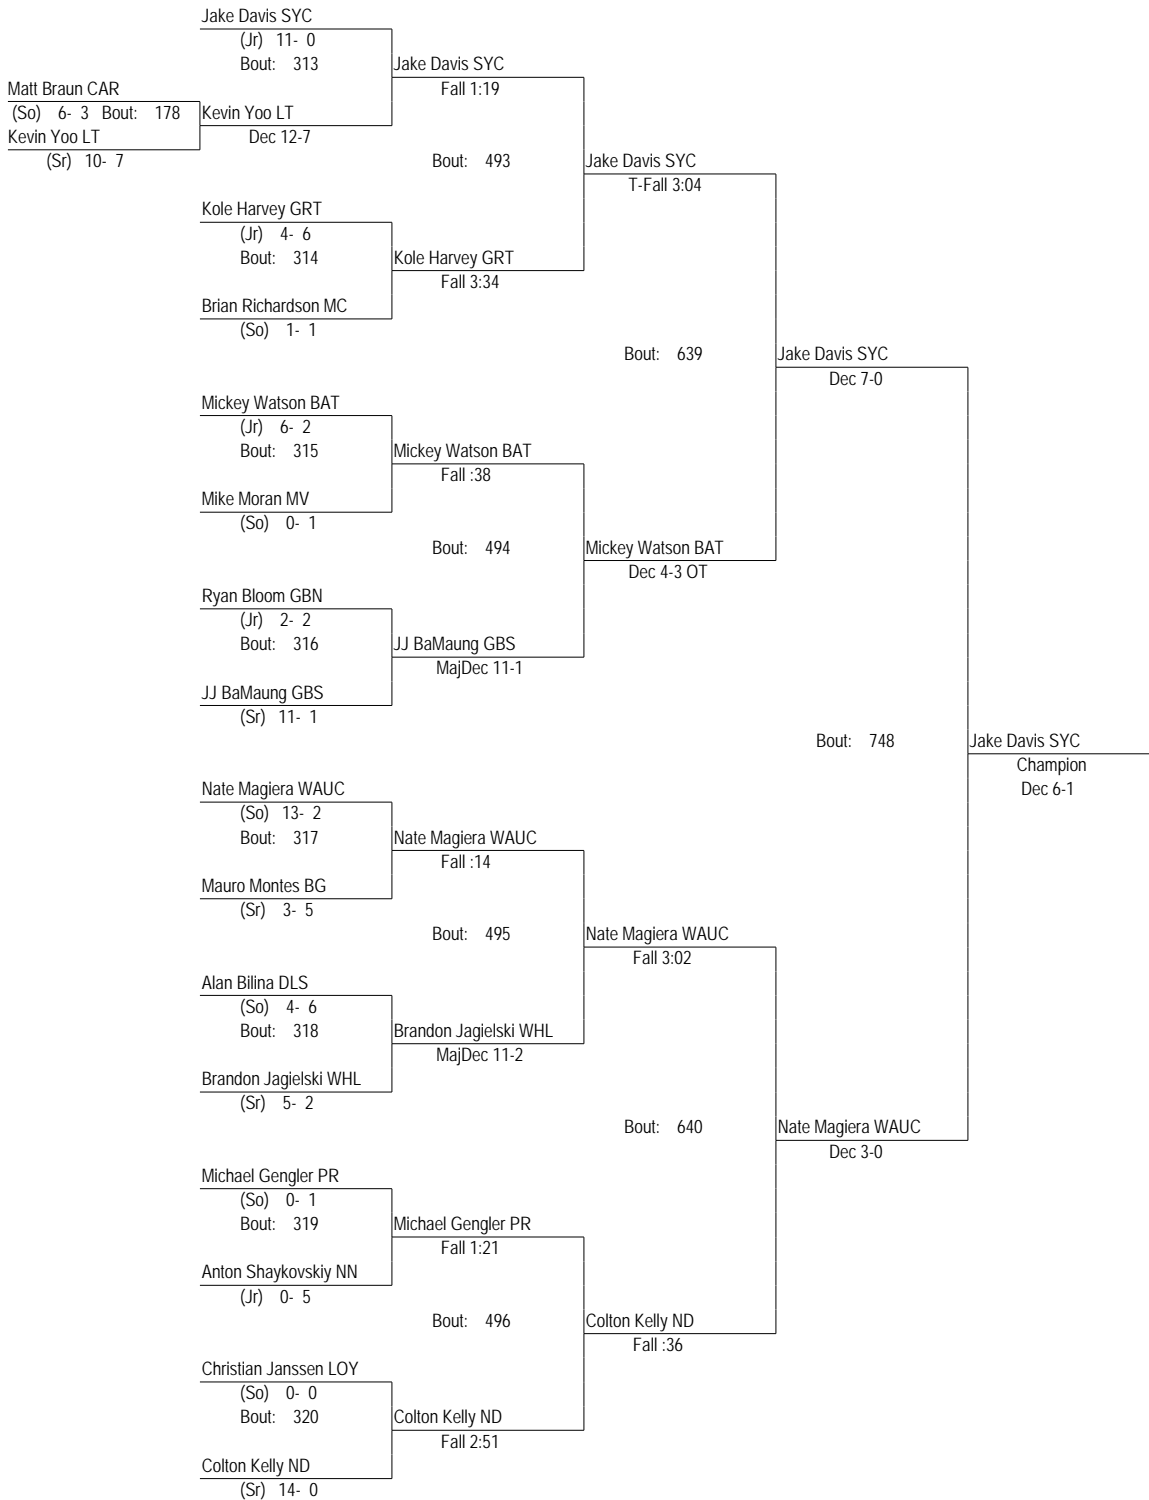 Jake Davis SYC
(Jr) 11- 0
Bout: 313
Jake Davis SYC
Fall 1:19
Matt Braun CAR
(So) 6- 3 Bout: 178
Kevin Yoo LT
Dec 12-7
Kevin Yoo LT
(Sr) 10- 7
Bout: 493
Jake Davis SYC
T-Fall 3:04
Kole Harvey GRT
(Jr) 4- 6
Bout: 314
Kole Harvey GRT
Fall 3:34
Brian Richardson MC
(So) 1- 1
Bout: 639
Jake Davis SYC
Dec 7-0
Mickey Watson BAT
(Jr) 6- 2
Bout: 315
Mickey Watson BAT
Fall :38
Mike Moran MV
(So) 0- 1
Bout: 494
Mickey Watson BAT
Dec 4-3 OT
Ryan Bloom GBN
(Jr) 2- 2
Bout: 316
JJ BaMaung GBS
MajDec 11-1
JJ BaMaung GBS
(Sr) 11- 1
Bout: 748
Jake Davis SYC
Champion
Dec 6-1
Nate Magiera WAUC
(So) 13- 2
Bout: 317
Nate Magiera WAUC
Fall :14
Mauro Montes BG
(Sr) 3- 5
Bout: 495
Nate Magiera WAUC
Fall 3:02
Alan Bilina DLS
(So) 4- 6
Bout: 318
Brandon Jagielski WHL
MajDec 11-2
Brandon Jagielski WHL
(Sr) 5- 2
Bout: 640
Nate Magiera WAUC
Dec 3-0
Michael Gengler PR
(So) 0- 1
Bout: 319
Michael Gengler PR
Fall 1:21
Anton Shaykovskiy NN
(Jr) 0- 5
Bout: 496
Colton Kelly ND
Fall :36
Christian Janssen LOY
(So) 0- 0
Bout: 320
Colton Kelly ND
Fall 2:51
Colton Kelly ND
(Sr) 14- 0